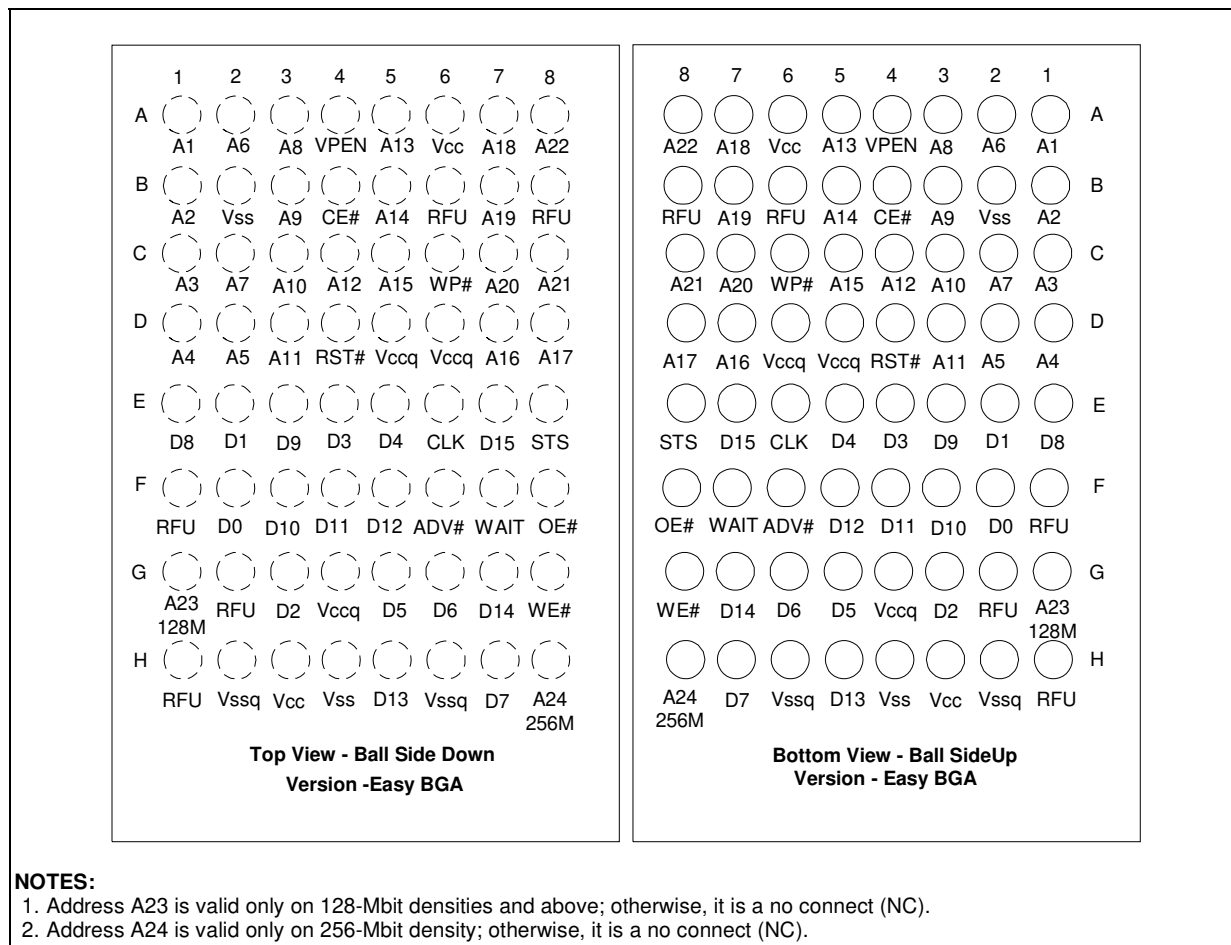 1 2 3 4 5 6 7 8
A
A1 A6 A8 VPEN A13 Vcc A18 A22
B
A2 Vss A9 CE# A14 RFU A19 RFU
C
A3 A7 A10 A12 A15 WP# A20 A21
D
A4 A5 A11 RST# Vccq Vccq A16 A17
E
D8 D1 D9 D3 D4 CLK D15 STS
F
RFU D0 D10 D11 D12 ADV# WAIT OE#
G
A23 RFU D2 Vccq D5 D6 D14 WE#
128M
H
RFU Vssq Vcc Vss D13 Vssq D7 A24
256M
Top View - Ball Side Down
Version -Easy BGA
8 7 6 5 4 3 2 1
A
A22 A18 Vcc A13 VPEN A8 A6 A1
B
RFU A19 RFU A14 CE# A9 Vss A2
C
A21 A20 WP# A15 A12 A10 A7 A3
D
A17 A16 Vccq Vccq RST# A11 A5 A4
E
STS D15 CLK D4 D3 D9 D1 D8
F
OE# WAIT ADV# D12 D11 D10 D0 RFU
G
WE# D14 D6 D5 Vccq D2 RFU A23
128M
H
A24 D7 Vssq D13 Vss Vcc Vssq RFU
256M
Bottom View - Ball SideUp
Version - Easy BGA
NOTES:
1. Address A23 is valid only on 128-Mbit densities and above; otherwise, it is a no connect (NC).
2. Address A24 is valid only on 256-Mbit density; otherwise, it is a no connect (NC).